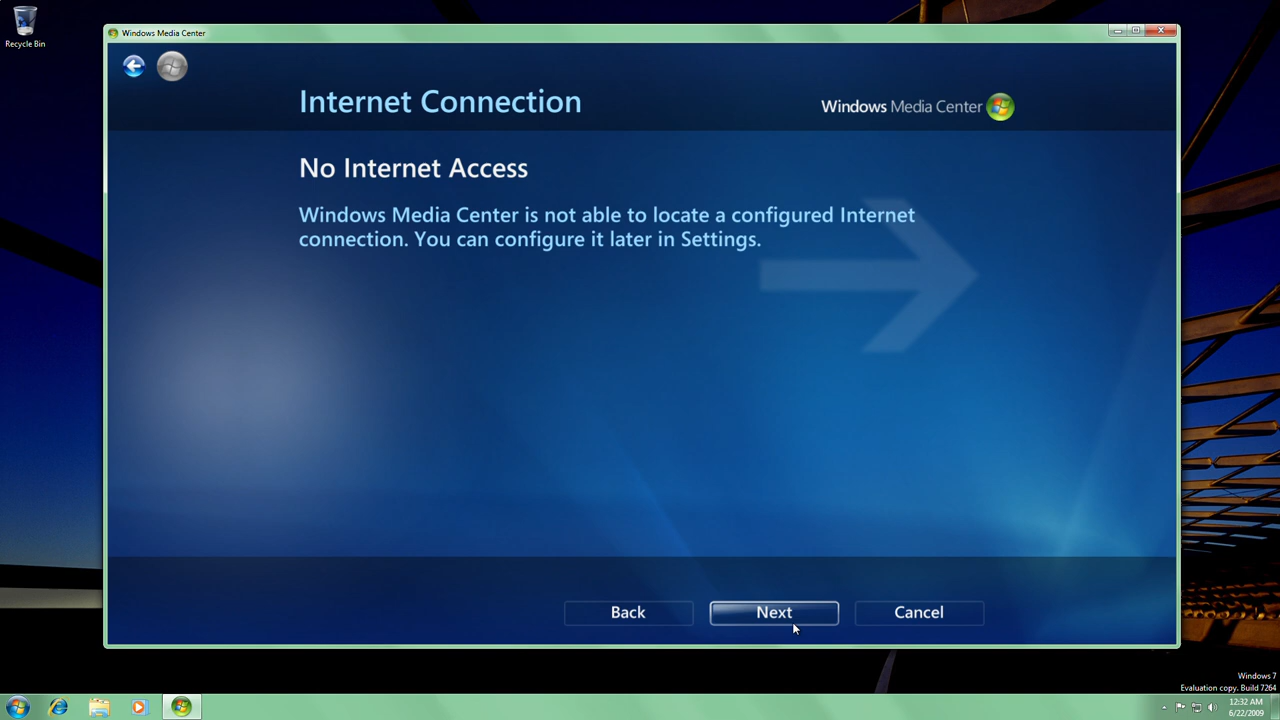 Recycle Bin
Windows Media Center
Internet Connection
Windows Media Center
No Internet Access
Windows Media Center is not able to locate a configured Internet
connection. You can configure it later in Settings.
Back
Next
Cancel
Windows 7
Evaluation copy. Build 7264
12:32 AM
6/22/2009